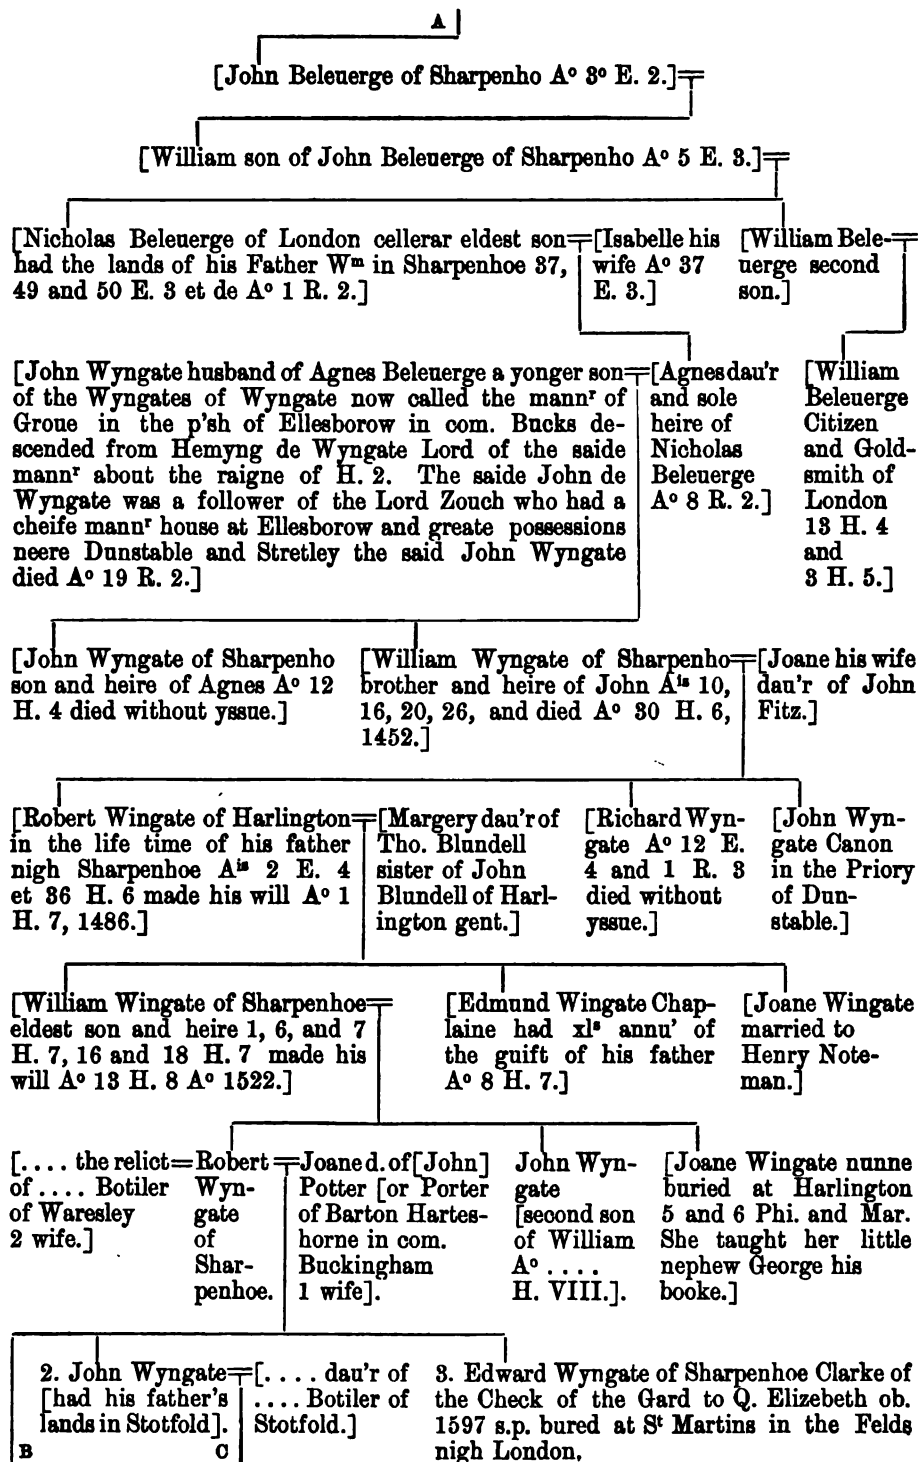 A
[John Beleuerge of Sharpenho Aº 3º E. 2.]
[William son of John Beleuerge of Sharpenho Aº 5 E. 3.]
[Nicholas Beleuerge of London cellerar eldest son
had the lands of his Father Wᵐ in Sharpenhoe 37,
49 and 50 E. 3 et de Aº 1 R. 2.]
[Isabelle his
wife Aº 37
E. 3.]
[William Bele-
uerge second
son.]
[John Wyngate husband of Agnes Beleuerge a yonger son
of the Wyngates of Wyngate now called the mannʳ of
Groue in the p'sh of Ellesborow in com. Bucks de-
scended from Hemyng de Wyngate Lord of the saide
mannʳ about the raigne of H. 2. The saide John de
Wyngate was a follower of the Lord Zouch who had a
cheife mannʳ house at Ellesborow and greate possessions
neere Dunstable and Stretley the said John Wyngate
died Aº 19 R. 2.]
[Agnes dau'r
and sole
heire of
Nicholas
Beleuerge
Aº 8 R. 2.]
[William
Beleuerge
Citizen
and Gold-
smith of
London
13 H. 4
and
3 H. 5.]
[John Wyngate of Sharpenho
son and heire of Agnes Aº 12
H. 4 died without yssue.]
[William Wyngate of Sharpenho
brother and heire of John Aⁱˢ 10,
16, 20, 26, and died Aº 30 H. 6,
1452.]
[Joane his wife
dau'r of John
Fitz.]
[Robert Wingate of Harlington
in the life time of his father
nigh Sharpenhoe Aⁱˢ 2 E. 4
et 36 H. 6 made his will Aº 1
H. 7, 1486.]
[Margery dau'r of
Tho. Blundell
sister of John
Blundell of Harl-
ington gent.]
[Richard Wyn-
gate Aº 12 E.
4 and 1 R. 3
died without
yssue.]
[John Wyn-
gate Canon
in the Priory
of Dun-
stable.]
[William Wingate of Sharpenhoe
eldest son and heire 1, 6, and 7
H. 7, 16 and 18 H. 7 made his
will Aº 13 H. 8 Aº 1522.]
[Edmund Wingate Chap-
laine had xlˢ annu' of
the guift of his father
Aº 8 H. 7.]
[Joane Wingate
married to
Henry Note-
man.]
[.... the relict
of .... Botiler
of Waresley
2 wife.]
Robert
Wyn-
gate
of
Shar-
penhoe.
Joane d. of [John]
Potter [or Porter
of Barton Hartes-
horne in com.
Buckingham
1 wife].
John Wyn-
gate
[second son
of William
Aº ....
H. VIII.].
[Joane Wingate nunne
buried at Harlington
5 and 6 Phi. and Mar.
She taught her little
nephew George his
booke.]
2. John Wyngate
[had his father's
lands in Stotfold].
[.... dau'r of
.... Botiler of
Stotfold.]
3. Edward Wyngate of Sharpenhoe Clarke of
the Check of the Gard to Q. Elizebeth ob.
1597 s.p. bured at Sᵗ Martins in the Felds
nigh London.
B
C